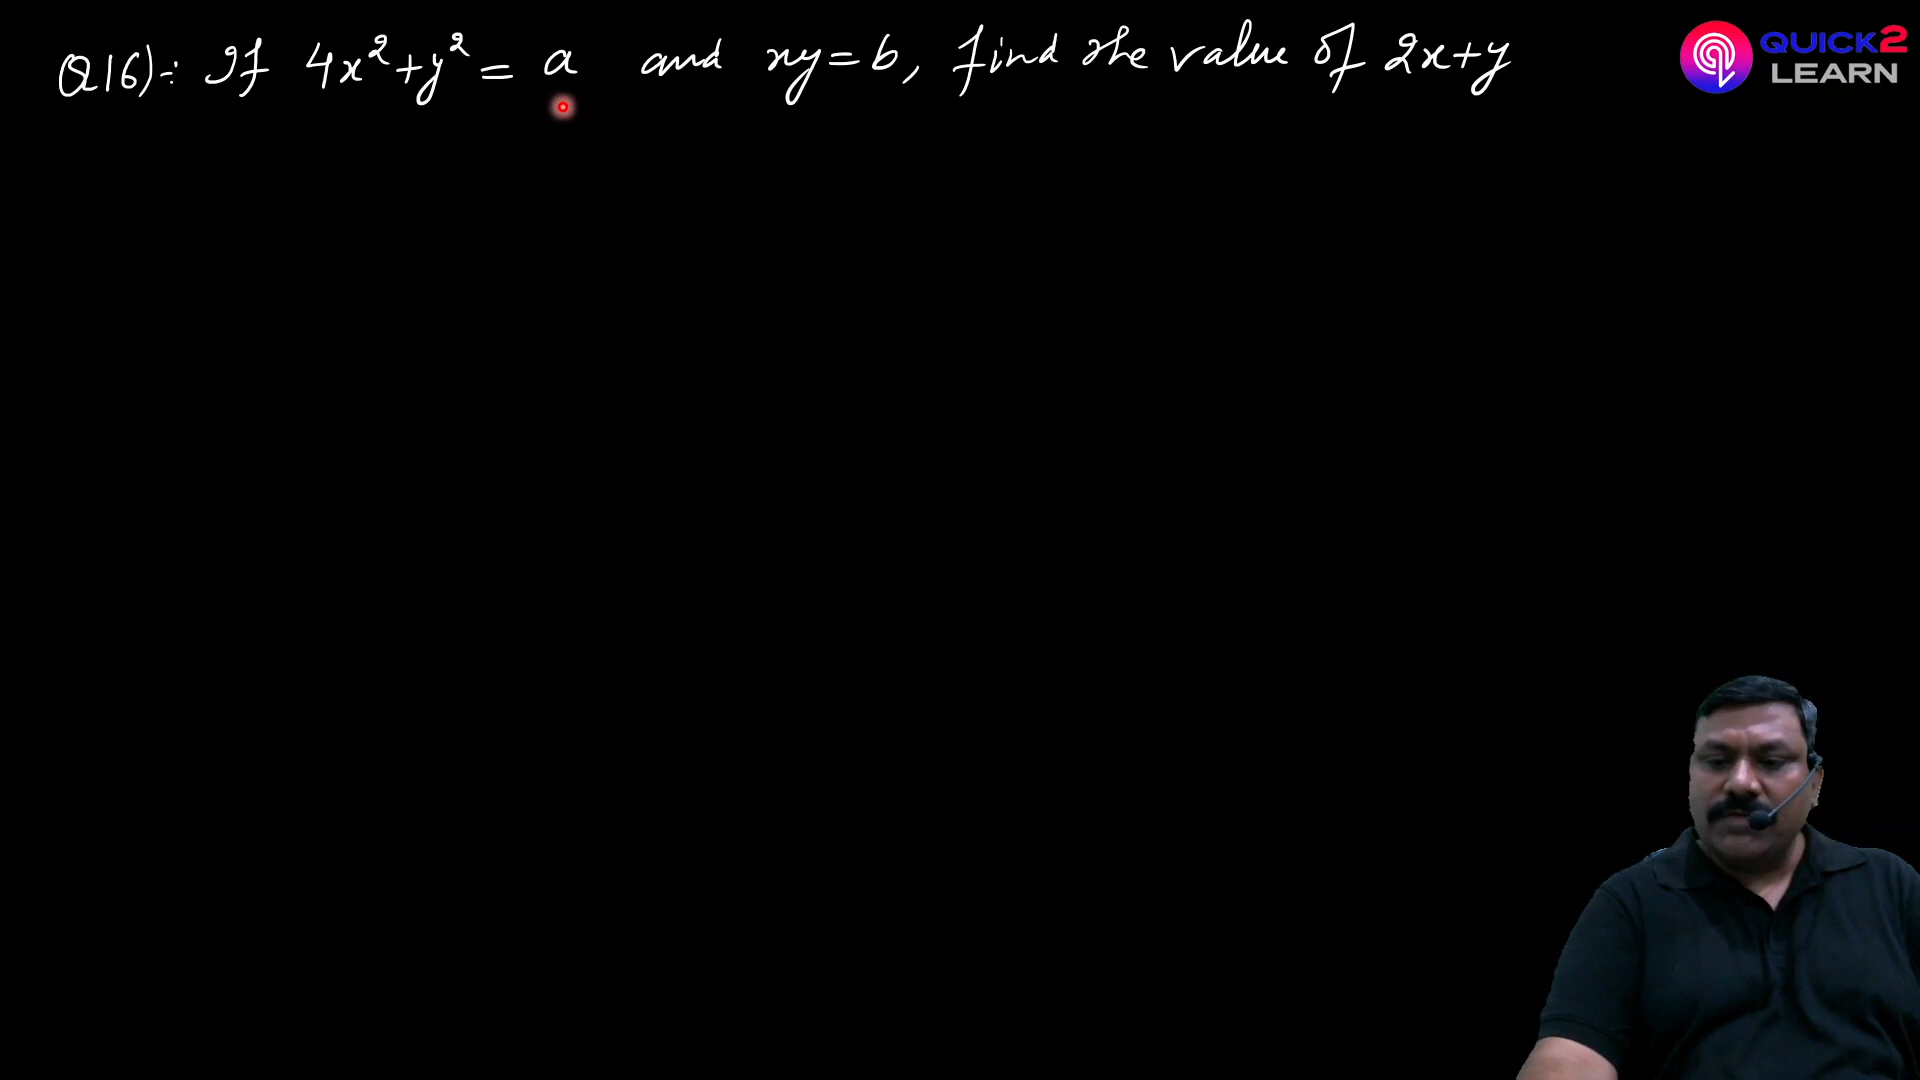 Q16):- If 4x²+y² = a and xy=b, find the value of 2x+y
QUICK2
LEARN